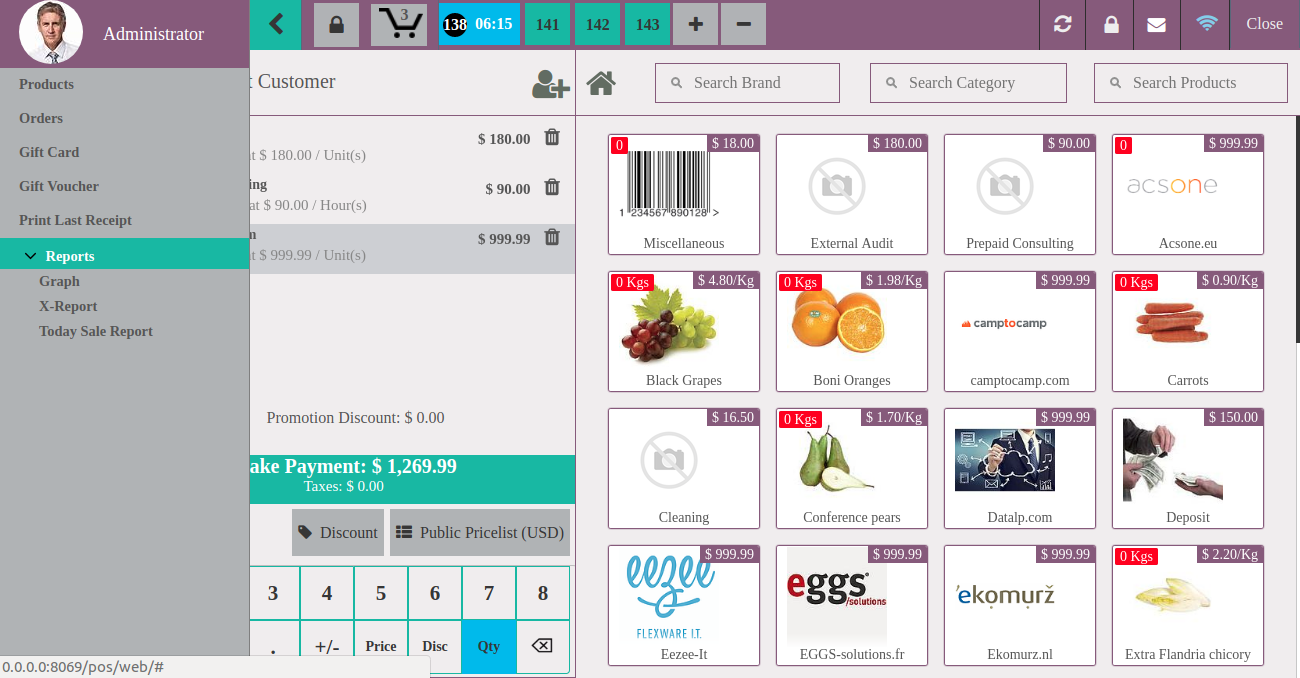 Administrator
3
138 06:15
141
142
143
Close
Products
Orders
Gift Card
Gift Voucher
Print Last Receipt
Reports
Graph
X-Report
Today Sale Report
Customer
$ 180.00
at $ 180.00 / Unit(s)
$ 90.00
at $ 90.00 / Hour(s)
$ 999.99
at $ 999.99 / Unit(s)
Promotion Discount: $ 0.00
ake Payment: $ 1,269.99
Taxes: $ 0.00
Discount
Public Pricelist (USD)
3 4 5 6 7 8
. +/- Price Disc Qty
0.0.0.0:8069/pos/web/#
Search Brand
Search Category
Search Products
0 $ 18.00
1 234567 890128 >
Miscellaneous
$ 180.00
External Audit
$ 90.00
Prepaid Consulting
0 $ 999.99
acsone
Acsone.eu
0 Kgs $ 4.80/Kg
Black Grapes
0 Kgs $ 1.98/Kg
Boni Oranges
$ 999.99
camptocamp
camptocamp.com
0 Kgs $ 0.90/Kg
Carrots
$ 16.50
Cleaning
0 Kgs $ 1.70/Kg
Conference pears
$ 999.99
Datalp.com
$ 150.00
Deposit
$ 999.99
eezee
FLEXWARE I.T.
Eezee-It
$ 999.99
eggs
/solutions
EGGS-solutions.fr
$ 999.99
ekomurż
Ekomurz.nl
0 Kgs $ 2.20/Kg
Extra Flandria chicory